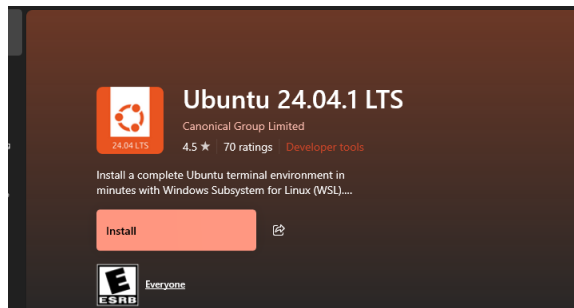 Ubuntu 24.04.1 LTS
Canonical Group Limited
24.04 LTS
4.5 ★ 70 ratings Developer tools
Install a complete Ubuntu terminal environment in
minutes with Windows Subsystem for Linux (WSL)....
Install
E
ESRB
Everyone